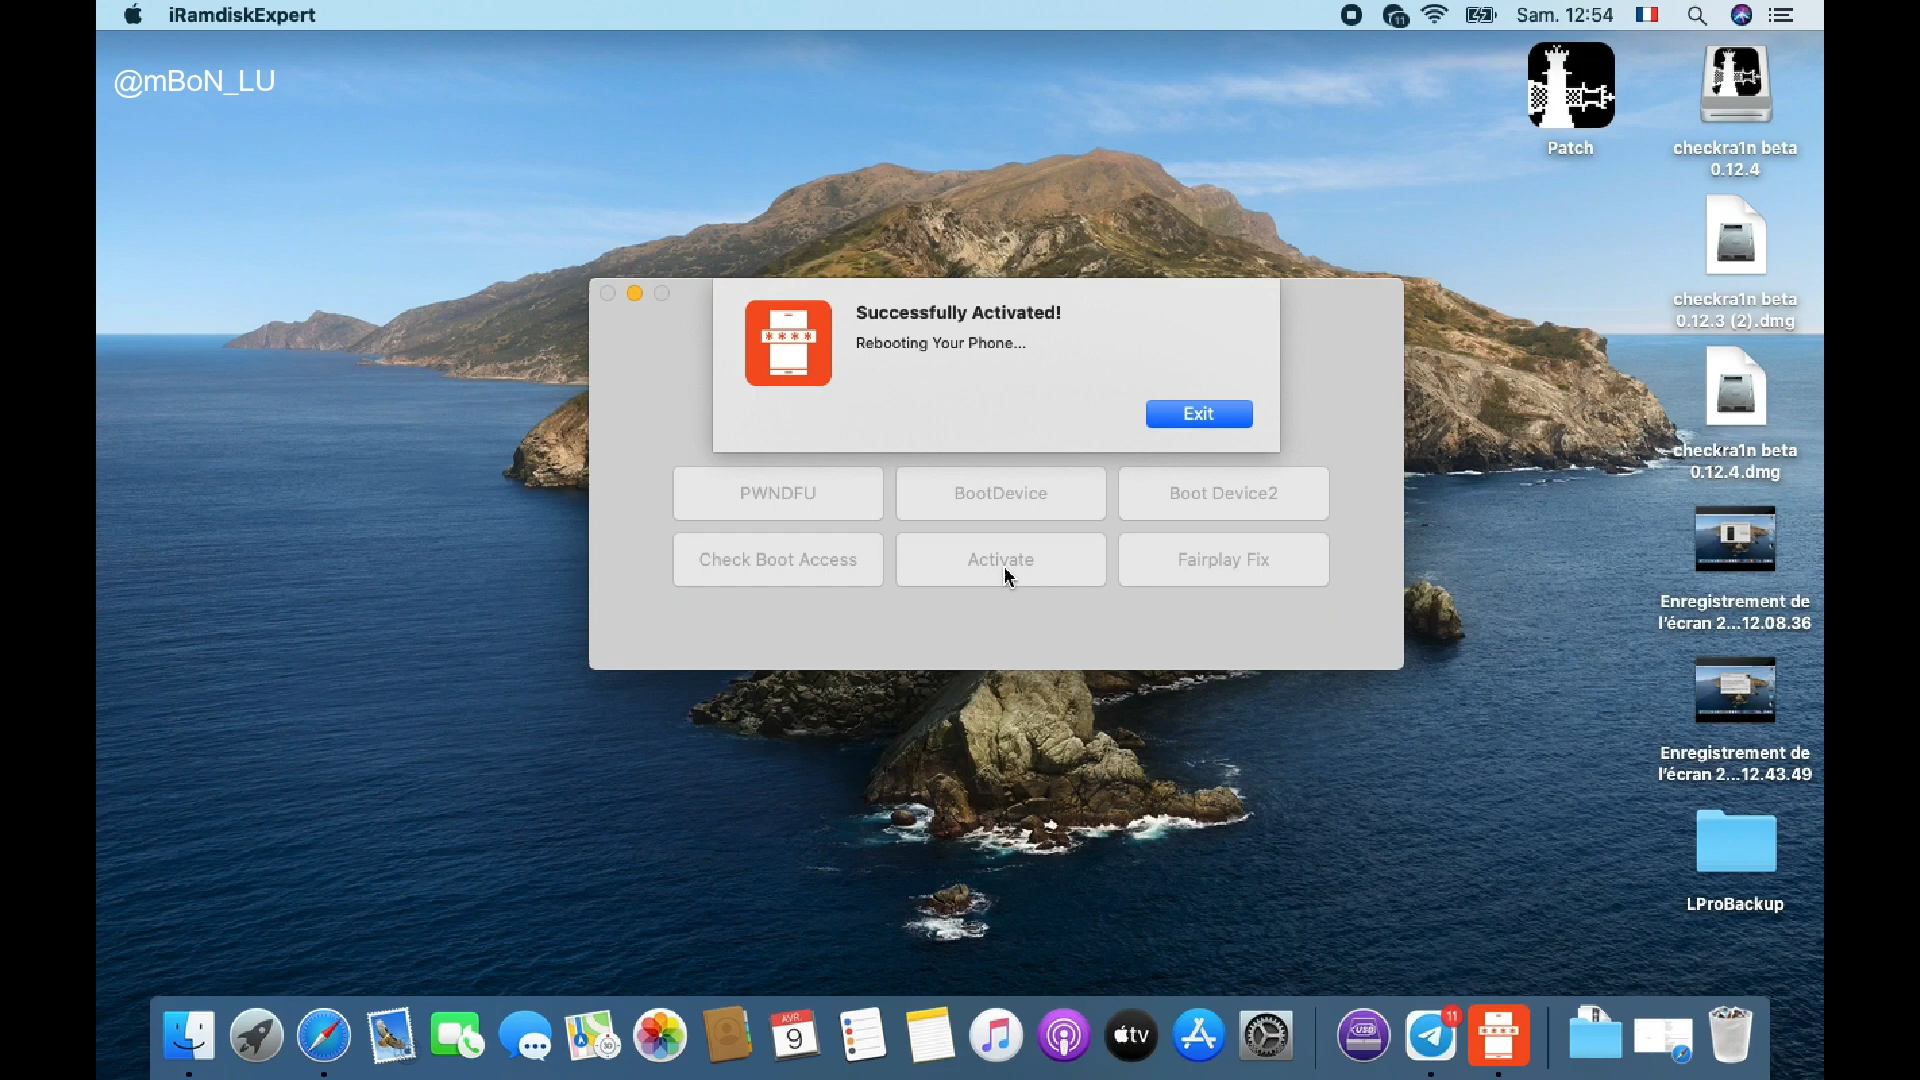 iRamdiskExpert
11
Sam. 12:54
@mBoN_LU
Patch
checkra1n beta
0.12.4
checkra1n beta
0.12.3 (2).dmg
checkra1n beta
0.12.4.dmg
Enregistrement de
l'écran 2...12.08.36
Enregistrement de
l'écran 2...12.43.49
LProBackup
Successfully Activated!
Rebooting Your Phone...
Exit
PWNDFU
BootDevice
Boot Device2
Check Boot Access
Activate
Fairplay Fix
AVR.
9
tv
USB
11